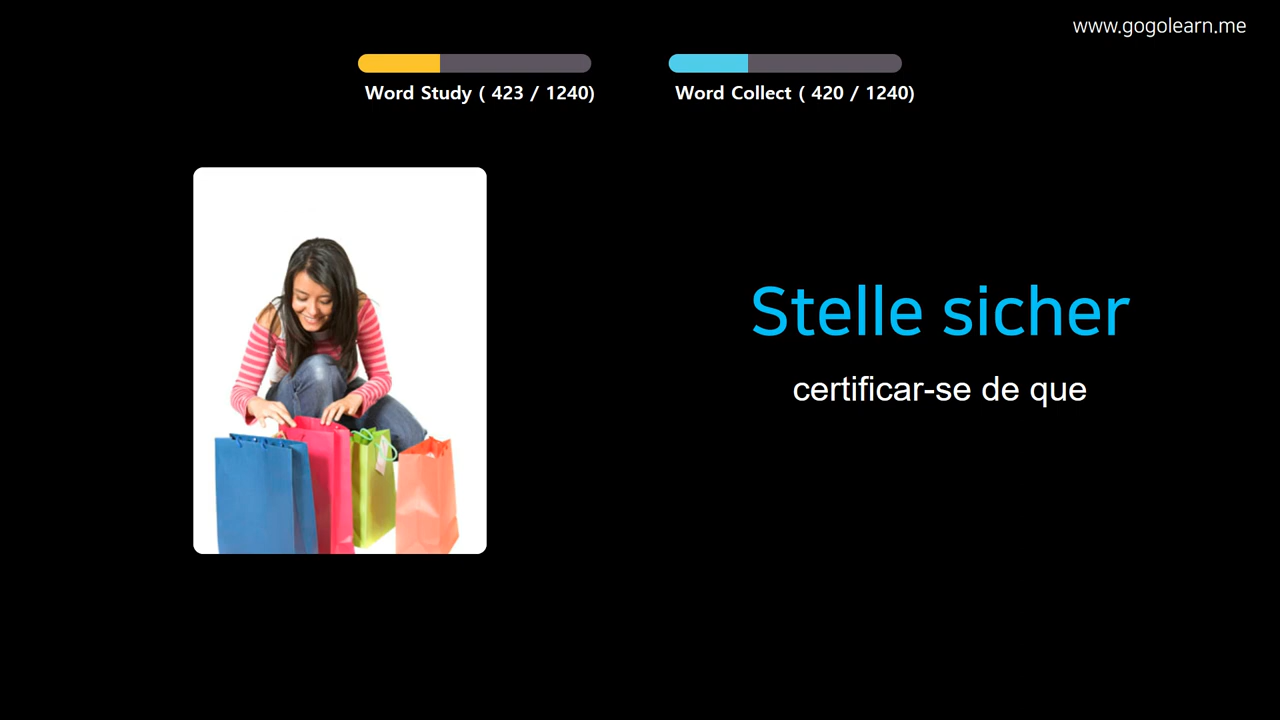 www.gogolearn.me
Word Study ( 423 / 1240)
Word Collect ( 420 / 1240)
Stelle sicher
certificar-se de que